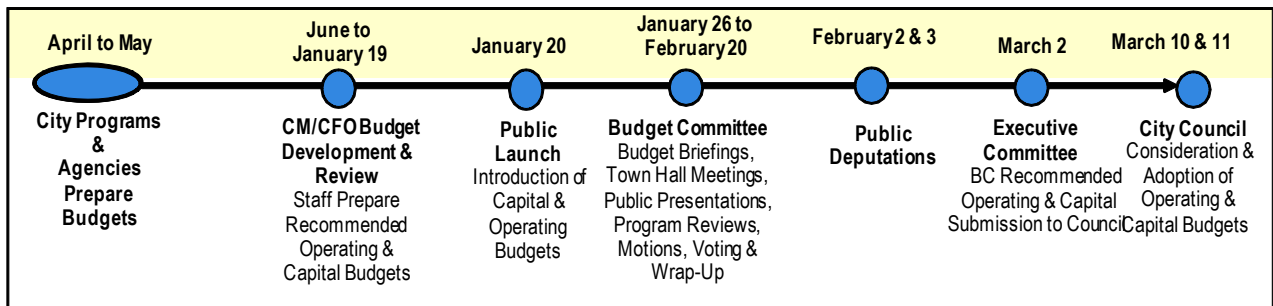 April to May
June to
January 19
January 20
January 26 to
February 20
February 2 & 3
March 2
March 10 & 11
City Programs
&
Agencies
Prepare
Budgets
CM/CFO Budget
Development &
Review
Staff Prepare
Recommended
Operating &
Capital Budgets
Public
Launch
Introduction of
Capital &
Operating
Budgets
Budget Committee
Budget Briefings,
Town Hall Meetings,
Public Presentations,
Program Reviews,
Motions, Voting &
Wrap-Up
Public
Deputations
Executive
Committee
BC Recommended
Operating & Capital
Submission to Council
City Council
Consideration &
Adoption of
Operating &
Capital Budgets